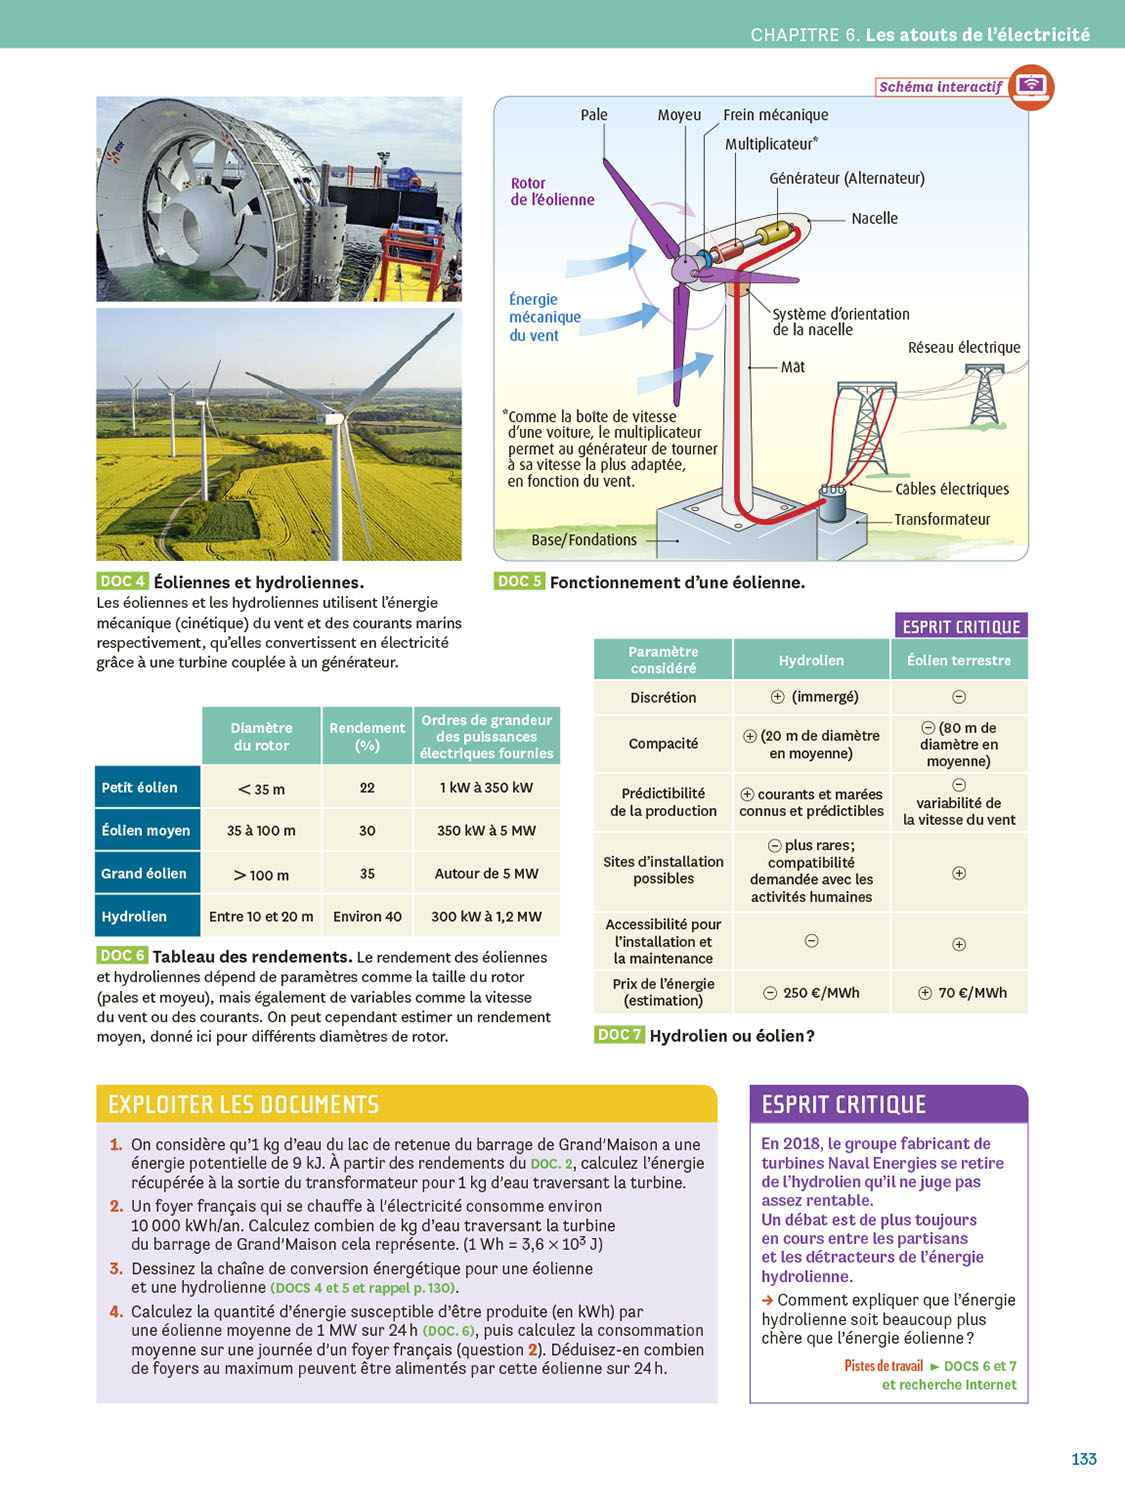 CHAPITRE 6. Les atouts de l'électricité
Schéma interactif
edf
Pale
Moyeu
Frein mécanique
Multiplicateur*
Générateur (Alternateur)
Rotor
de l'éolienne
Nacelle
Énergie
mécanique
du vent
Système d'orientation
de la nacelle
Réseau électrique
Mât
*Comme la boîte de vitesse
d'une voiture, le multiplicateur
permet au générateur de tourner
à sa vitesse la plus adaptée,
en fonction du vent.
Câbles électriques
Transformateur
Base/Fondations
DOC 4 Éoliennes et hydroliennes.
Les éoliennes et les hydroliennes utilisent l'énergie
mécanique (cinétique) du vent et des courants marins
respectivement, qu'elles convertissent en électricité
grâce à une turbine couplée à un générateur.
DOC 5 Fonctionnement d'une éolienne.
Diamètre
du rotor
Rendement
(%)
Ordres de grandeur
des puissances
électriques fournies
Petit éolien < 35 m 22 1 kW à 350 kW
Éolien moyen 35 à 100 m 30 350 kW à 5 MW
Grand éolien > 100 m 35 Autour de 5 MW
Hydrolien Entre 10 et 20 m Environ 40 300 kW à 1,2 MW
DOC 6 Tableau des rendements. Le rendement des éoliennes
et hydroliennes dépend de paramètres comme la taille du rotor
(pales et moyeu), mais également de variables comme la vitesse
du vent ou des courants. On peut cependant estimer un rendement
moyen, donné ici pour différents diamètres de rotor.
ESPRIT CRITIQUE
Paramètre
considéré
Hydrolien
Éolien terrestre
Discrétion
⊕ (immergé)
⊖
Compacité
⊕ (20 m de diamètre
en moyenne)
⊖ (80 m de
diamètre en
moyenne)
Prédictibilité
de la production
⊕ courants et marées
connus et prédictibles
⊖
variabilité de
la vitesse du vent
Sites d'installation
possibles
⊖ plus rares ;
compatibilité
demandée avec les
activités humaines
⊕
Accessibilité pour
l'installation et
la maintenance
⊖
⊕
Prix de l'énergie
(estimation)
⊖ 250 €/MWh
⊕ 70 €/MWh
DOC 7 Hydrolien ou éolien ?
EXPLOITER LES DOCUMENTS
1. On considère qu'1 kg d'eau du lac de retenue du barrage de Grand'Maison a une
énergie potentielle de 9 kJ. À partir des rendements du DOC. 2, calculez l'énergie
récupérée à la sortie du transformateur pour 1 kg d'eau traversant la turbine.
2. Un foyer français qui se chauffe à l'électricité consomme environ
10 000 kWh/an. Calculez combien de kg d'eau traversant la turbine
du barrage de Grand'Maison cela représente. (1 Wh = 3,6 × 10³ J)
3. Dessinez la chaîne de conversion énergétique pour une éolienne
et une hydrolienne (DOCS 4 et 5 et rappel p. 130).
4. Calculez la quantité d'énergie susceptible d'être produite (en kWh) par
une éolienne moyenne de 1 MW sur 24 h (DOC. 6), puis calculez la consommation
moyenne sur une journée d'un foyer français (question 2). Déduisez-en combien
de foyers au maximum peuvent être alimentés par cette éolienne sur 24 h.
ESPRIT CRITIQUE
En 2018, le groupe fabricant de
turbines Naval Energies se retire
de l'hydrolien qu'il ne juge pas
assez rentable.
Un débat est de plus toujours
en cours entre les partisans
et les détracteurs de l'énergie
hydrolienne.
→ Comment expliquer que l'énergie
hydrolienne soit beaucoup plus
chère que l'énergie éolienne ?
Pistes de travail ► DOCS 6 et 7
et recherche Internet
133